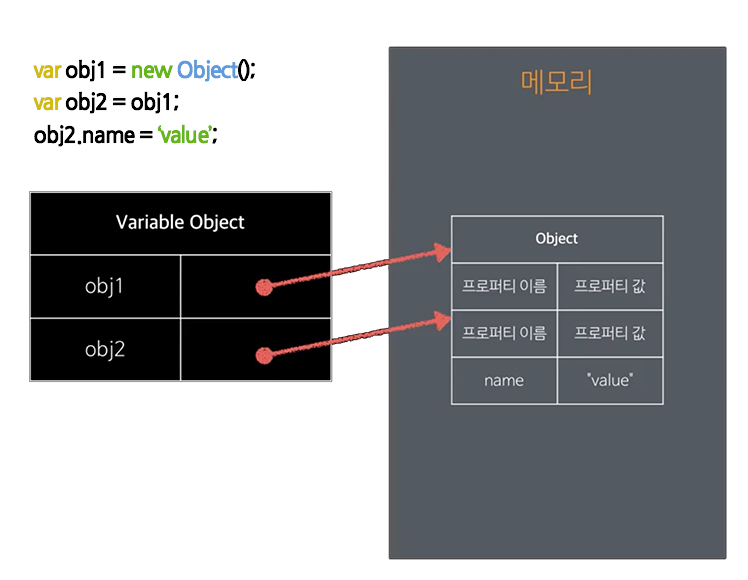 var obj1 = new Object();
var obj2 = obj1;
obj2.name = ‘value’;
메모리
Variable Object
obj1
obj2
Object
프로퍼티 이름 프로퍼티 값
프로퍼티 이름 프로퍼티 값
name "value"